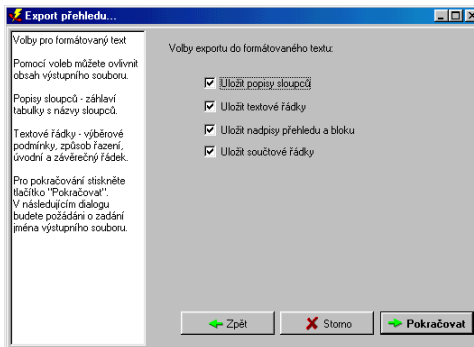 Export přehledu...
Volby pro formátovaný text
Pomocí voleb můžete ovlivnit
obsah výstupního souboru.
Popisy sloupců - záhlaví
tabulky s názvy sloupců.
Textové řádky - výběrové
podmínky, způsob řazení,
úvodní a závěrečný řádek.
Pro pokračování stiskněte
tlačítko "Pokračovat".
V následujícím dialogu
budete požádáni o zadání
jména výstupního souboru.
Volby exportu do formátovaného textu:
Uložit popisy sloupců
Uložit textové řádky
Uložit nadpisy přehledu a bloku
Uložit součtové řádky
Zpět
Storno
Pokračovat